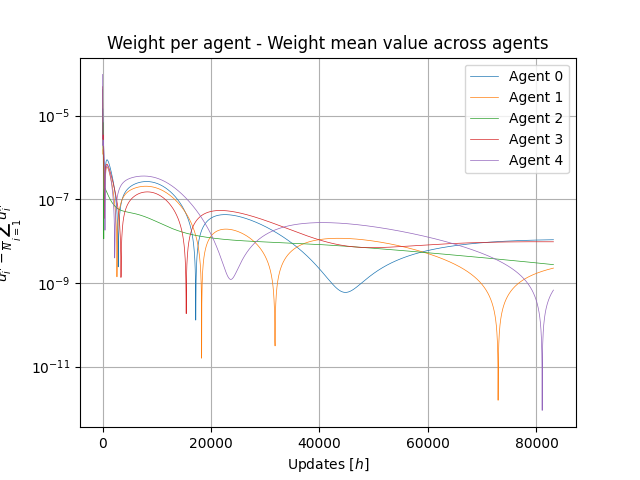 Weight per agent - Weight mean value across agents
Agent 0
Agent 1
Agent 2
Agent 3
Agent 4
10⁻⁵
10⁻⁷
10⁻⁹
10⁻¹¹
0 20000 40000 60000 80000
Updates [h]